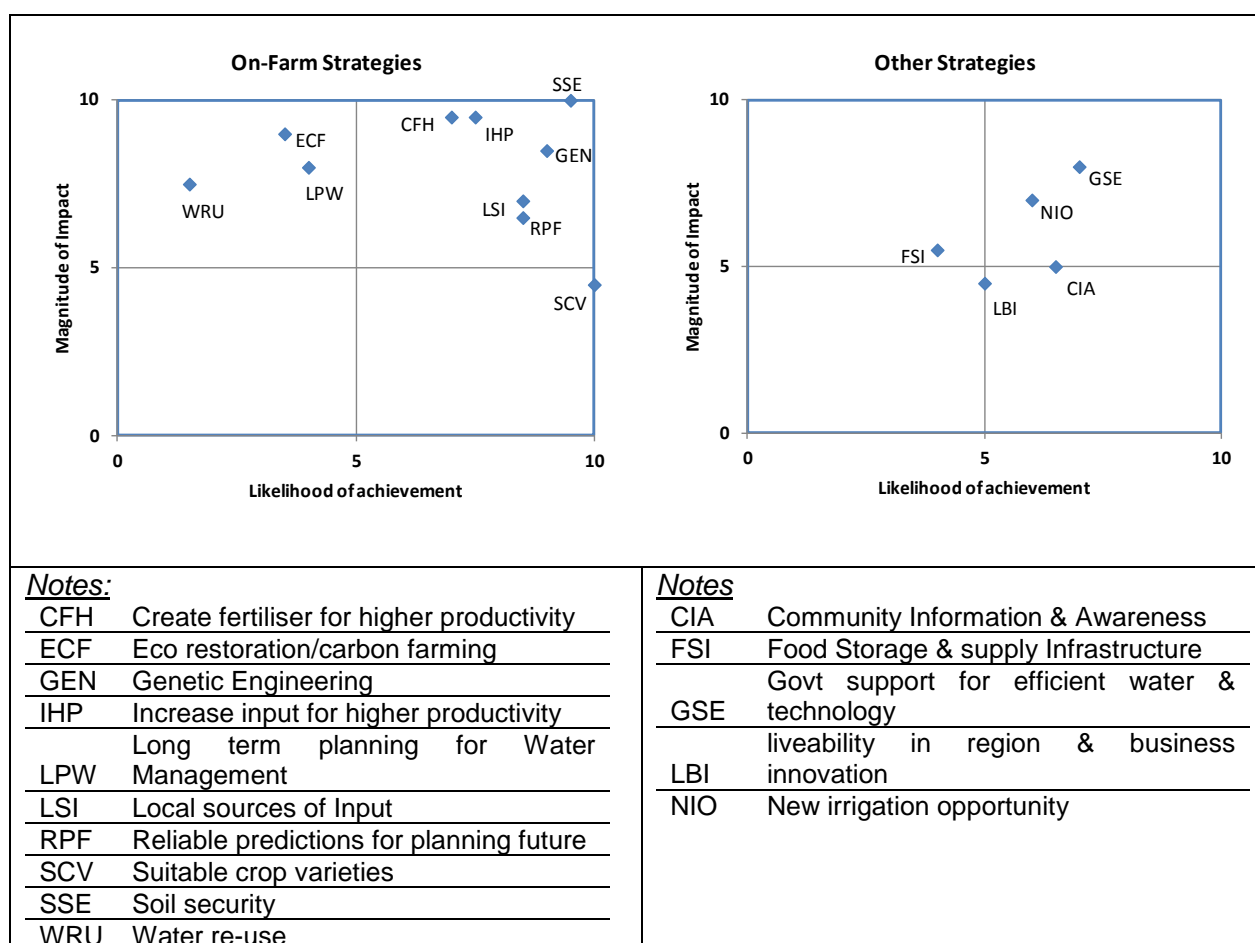 On-Farm Strategies
SSE
10
CFH
IHP
ECF
GEN
LPW
WRU
LSI
RPF
5
SCV
0
0 5 10
Magnitude of Impact
Likelihood of achievement
Other Strategies
10
GSE
NIO
FSI
5
CIA
LBI
0
0 5 10
Magnitude of Impact
Likelihood of achievement
Notes:
CFH Create fertiliser for higher productivity
ECF Eco restoration/carbon farming
GEN Genetic Engineering
IHP Increase input for higher productivity
Long term planning for Water
LPW Management
LSI Local sources of Input
RPF Reliable predictions for planning future
SCV Suitable crop varieties
SSE Soil security
WRU Water re-use
Notes
CIA Community Information & Awareness
FSI Food Storage & supply Infrastructure
Govt support for efficient water &
GSE technology
liveability in region & business
LBI innovation
NIO New irrigation opportunity